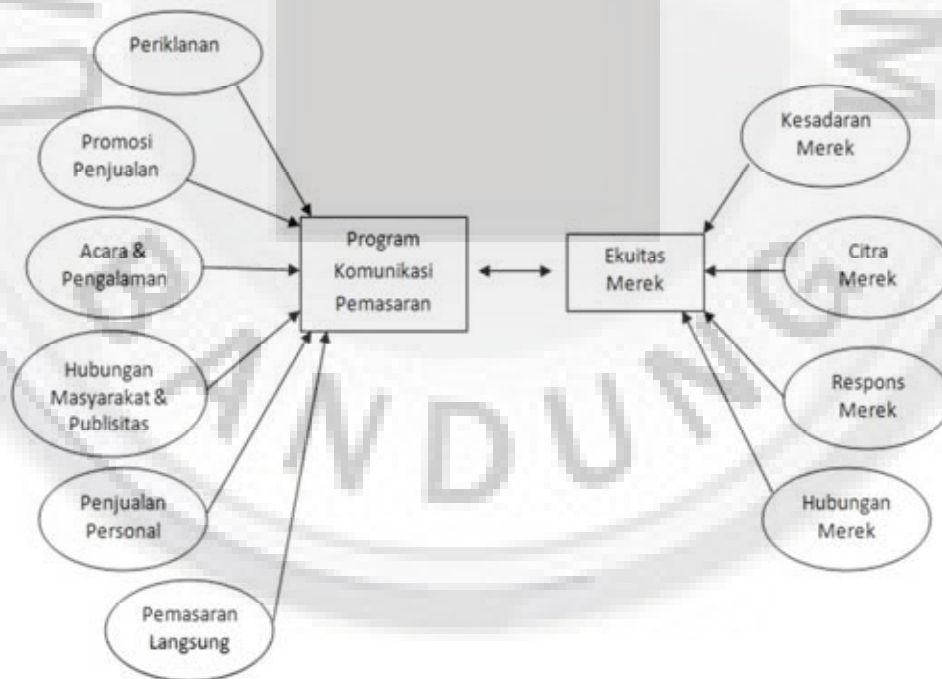 Periklanan
Promosi
Penjualan
Acara &
Pengalaman
Hubungan
Masyarakat &
Publisitas
Penjualan
Personal
Pemasaran
Langsung
Program
Komunikasi
Pemasaran
Ekuitas
Merek
Kesadaran
Merek
Citra
Merek
Respons
Merek
Hubungan
Merek
BANDUNG